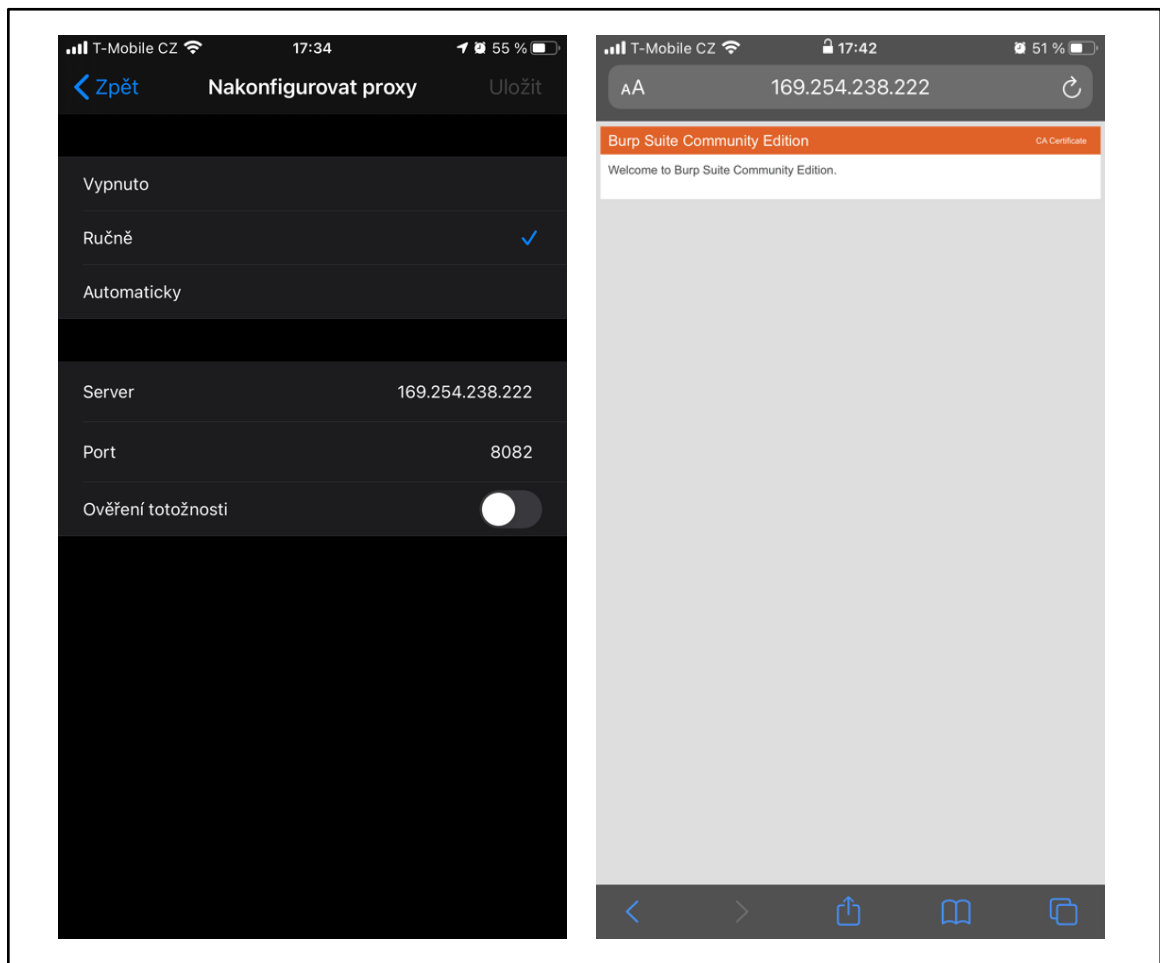 T-Mobile CZ 17:34 55 %
Zpět Nakonfigurovat proxy Uložit
Vypnuto
Ručně
Automaticky
Server 169.254.238.222
Port 8082
Ověření totožnosti
T-Mobile CZ 17:42 51 %
AA 169.254.238.222
Burp Suite Community Edition CA Certificate
Welcome to Burp Suite Community Edition.